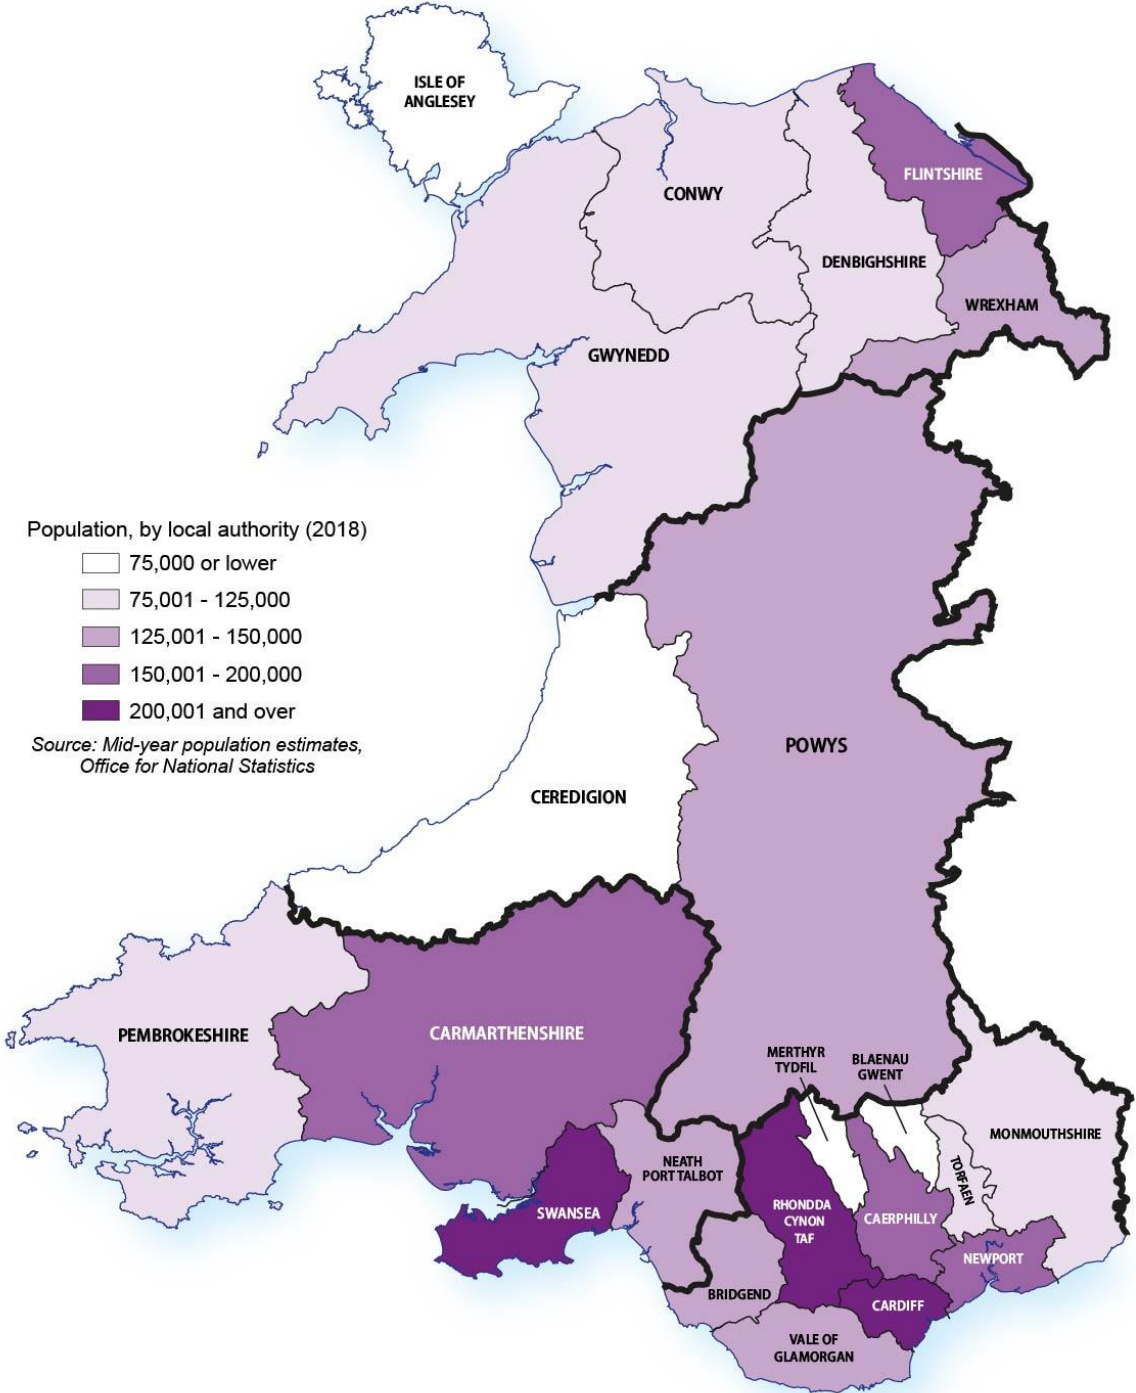 ISLE OF
ANGLESEY
CONWY
FLINTSHIRE
DENBIGHSHIRE
WREXHAM
GWYNEDD
Population, by local authority (2018)
75,000 or lower
75,001 - 125,000
125,001 - 150,000
150,001 - 200,000
200,001 and over
Source: Mid-year population estimates,
Office for National Statistics
POWYS
CEREDIGION
PEMBROKESHIRE
CARMARTHENSHIRE
MERTHYR
TYDFIL
BLAENAU
GWENT
MONMOUTHSHIRE
NEATH
PORT TALBOT
TORFAEN
SWANSEA
RHONDDA
CYNON
TAF
CAERPHILLY
NEWPORT
BRIDGEND
CARDIFF
VALE OF
GLAMORGAN